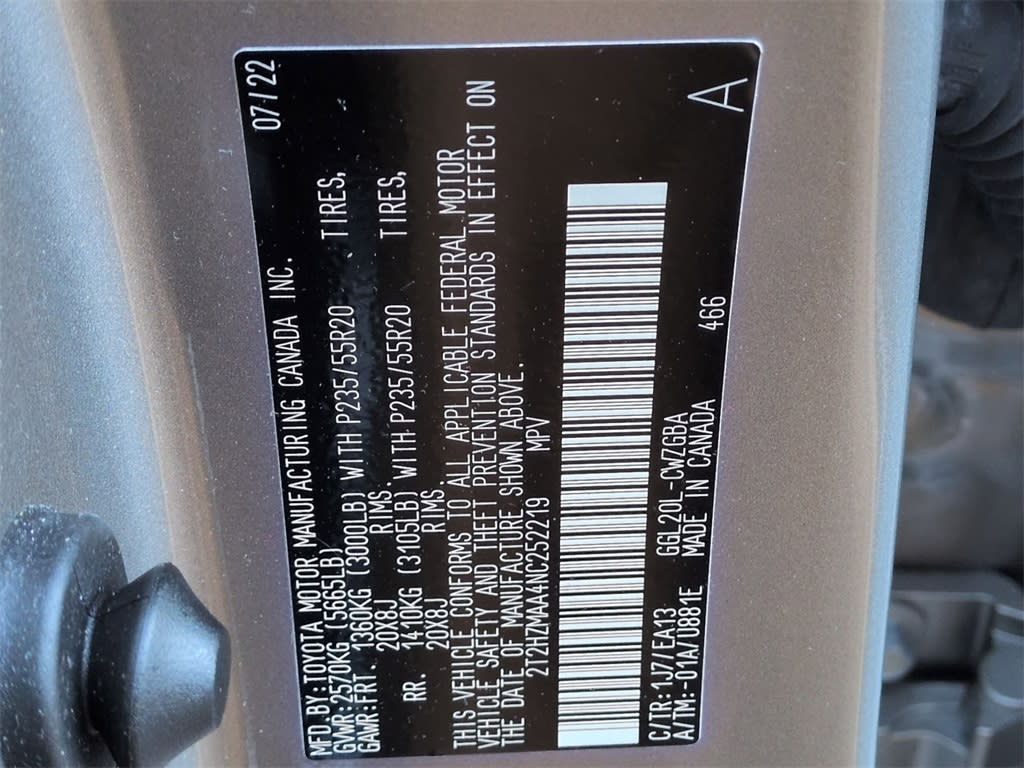 MFD.BY:TOYOTA MOTOR MANUFACTURING CANADA INC. 07/22
GVWR:2570KG (5665LB)
GAWR:FRT. 1360KG (3000LB) WITH P235/55R20 TIRES,
20X8J RIMS.
RR. 1410KG (3105LB) WITH P235/55R20 TIRES,
20X8J RIMS.
THIS VEHICLE CONFORMS TO ALL APPLICABLE FEDERAL MOTOR
VEHICLE SAFETY AND THEFT PREVENTION STANDARDS IN EFFECT ON
THE DATE OF MANUFACTURE SHOWN ABOVE.
2T2HZMAA4NC252219 MPV
C/TR:1J7/EA13 GGL20L-CWZGBA
A/TM:-01A/U881E MADE IN CANADA 466
A